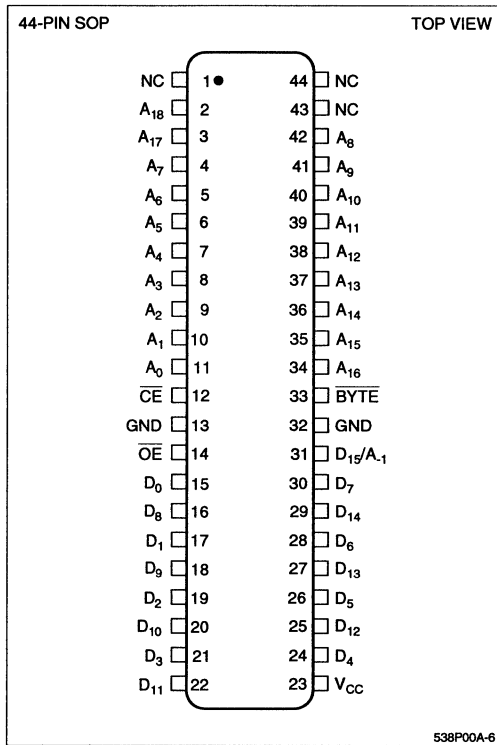 44-PIN SOP TOP VIEW
NC 1 44 NC
A18 2 43 NC
A17 3 42 A8
A7 4 41 A9
A6 5 40 A10
A5 6 39 A11
A4 7 38 A12
A3 8 37 A13
A2 9 36 A14
A1 10 35 A15
A0 11 34 A16
C̅E̅ 12 33 B̅Y̅T̅E̅
GND 13 32 GND
O̅E̅ 14 31 D15/A-1
D0 15 30 D7
D8 16 29 D14
D1 17 28 D6
D9 18 27 D13
D2 19 26 D5
D10 20 25 D12
D3 21 24 D4
D11 22 23 VCC
538P00A-6